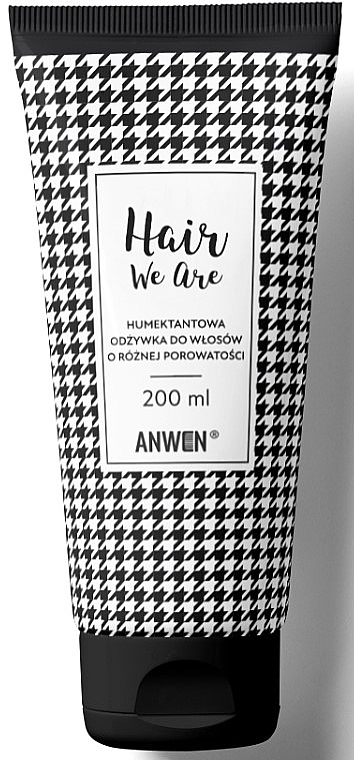 Hair
We Are
HUMEKTANTOWA
ODŻYWKA DO WŁOSÓW
O RÓŻNEJ POROWATOŚCI
200 ml
ANWEN®